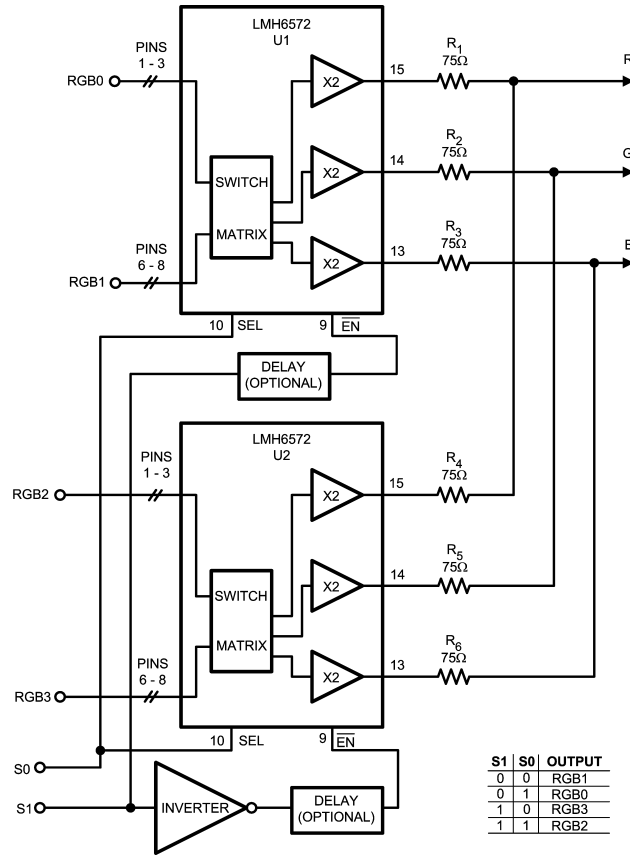 LMH6572
U1
PINS
1 - 3
RGB0
X2
15
R1
75Ω
R
X2
14
R2
75Ω
G
SWITCH
MATRIX
X2
13
R3
75Ω
PINS
6 - 8
RGB1
10 SEL 9 EN
DELAY
(OPTIONAL)
LMH6572
U2
PINS
1 - 3
RGB2
X2
15
R4
75Ω
X2
14
R5
75Ω
SWITCH
MATRIX
X2
13
R6
75Ω
PINS
6 - 8
RGB3
10 SEL 9 EN
S0
S1
INVERTER
DELAY
(OPTIONAL)
S1 S0 OUTPUT
0 0 RGB1
0 1 RGB0
1 0 RGB3
1 1 RGB2